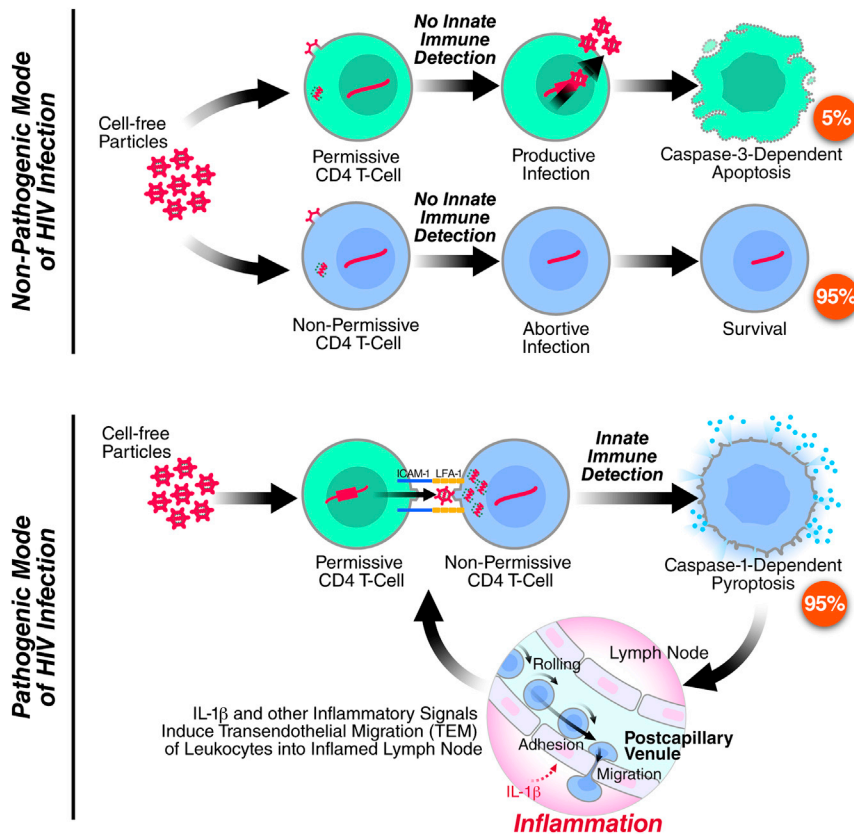 Non-Pathogenic Mode
of HIV Infection
Cell-free
Particles
Permissive
CD4 T-Cell
No Innate
Immune
Detection
Productive
Infection
Caspase-3-Dependent
Apoptosis
5%
Non-Permissive
CD4 T-Cell
No Innate
Immune
Detection
Abortive
Infection
Survival
95%
Pathogenic Mode
of HIV Infection
Cell-free
Particles
ICAM-1
LFA-1
Permissive
CD4 T-Cell
Non-Permissive
CD4 T-Cell
Innate
Immune
Detection
Caspase-1-Dependent
Pyroptosis
95%
IL-1β and other Inflammatory Signals
Induce Transendothelial Migration (TEM)
of Leukocytes into Inflamed Lymph Node
Lymph Node
Rolling
Adhesion
Postcapillary
Venule
Migration
IL-1β
Inflammation